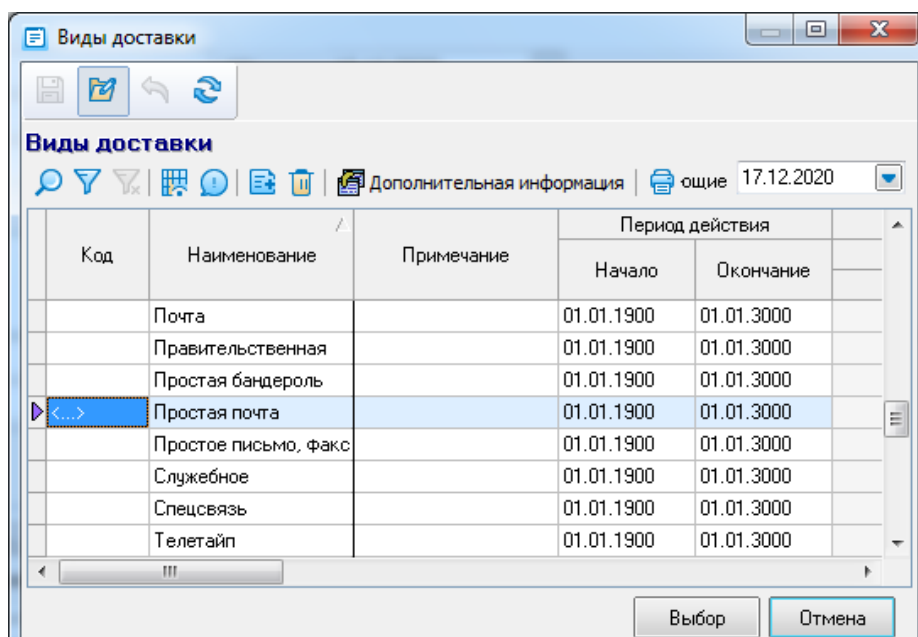 Виды доставки
Виды доставки
Дополнительная информация ющие 17.12.2020
Период действия
Код Наименование Примечание
Начало Окончание
Почта 01.01.1900 01.01.3000
Правительственная 01.01.1900 01.01.3000
Простая бандероль 01.01.1900 01.01.3000
<...> Простая почта 01.01.1900 01.01.3000
Простое письмо, факс 01.01.1900 01.01.3000
Служебное 01.01.1900 01.01.3000
Спецсвязь 01.01.1900 01.01.3000
Телетайп 01.01.1900 01.01.3000
Выбор Отмена